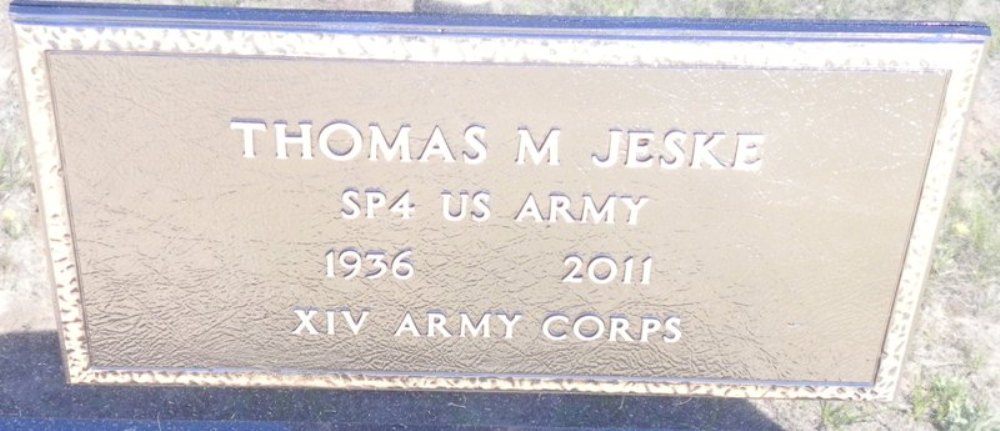 THOMAS M JESKE
SP4 US ARMY
1936 2011
XIV ARMY CORPS